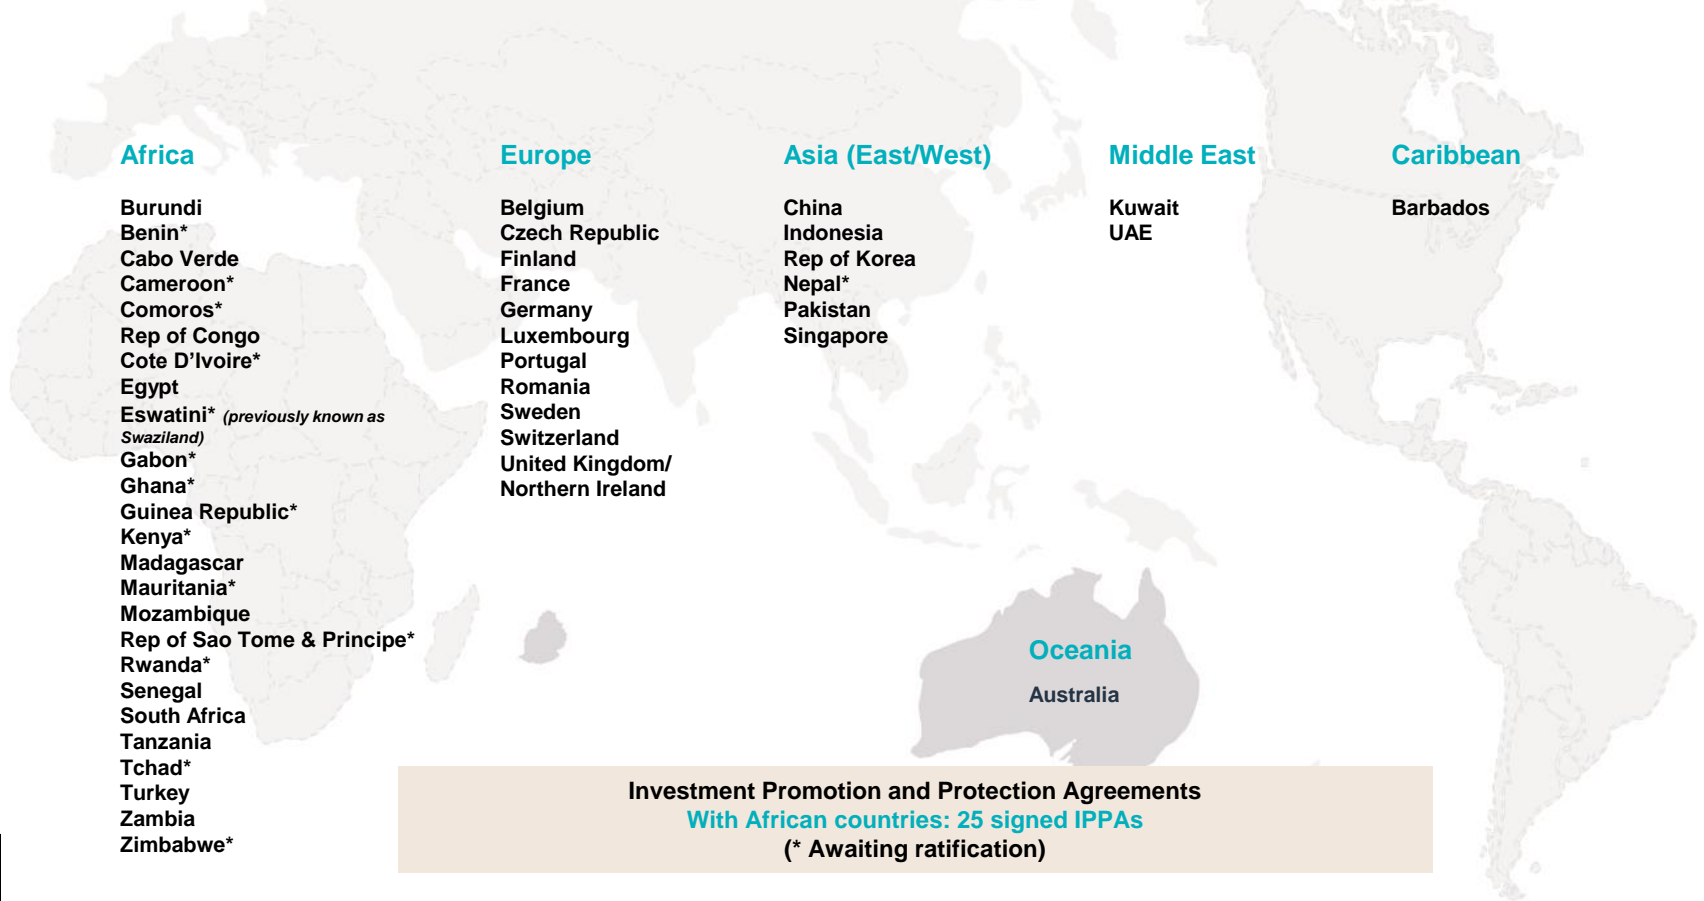 Africa
Burundi
Benin*
Cabo Verde
Cameroon*
Comoros*
Rep of Congo
Cote D’Ivoire*
Egypt
Eswatini* (previously known as
Swaziland)
Gabon*
Ghana*
Guinea Republic*
Kenya*
Madagascar
Mauritania*
Mozambique
Rep of Sao Tome & Principe*
Rwanda*
Senegal
South Africa
Tanzania
Tchad*
Turkey
Zambia
Zimbabwe*
Europe
Belgium
Czech Republic
Finland
France
Germany
Luxembourg
Portugal
Romania
Sweden
Switzerland
United Kingdom/
Northern Ireland
Asia (East/West)
China
Indonesia
Rep of Korea
Nepal*
Pakistan
Singapore
Middle East
Kuwait
UAE
Caribbean
Barbados
Oceania
Australia
Investment Promotion and Protection Agreements
With African countries: 25 signed IPPAs
(* Awaiting ratification)